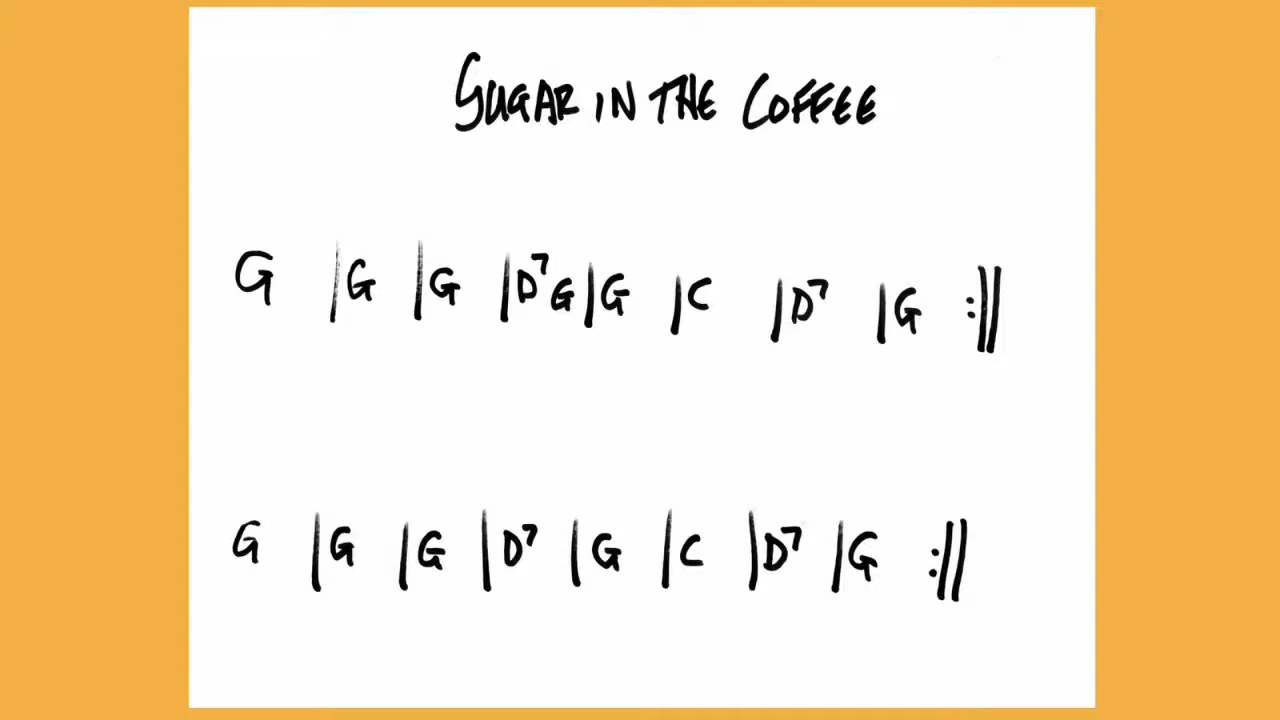 SUGAR IN THE COFFEE
G | G | G | D7 G | G | C | D7 | G :||
G | G | G | D7 | G | C | D7 | G :||